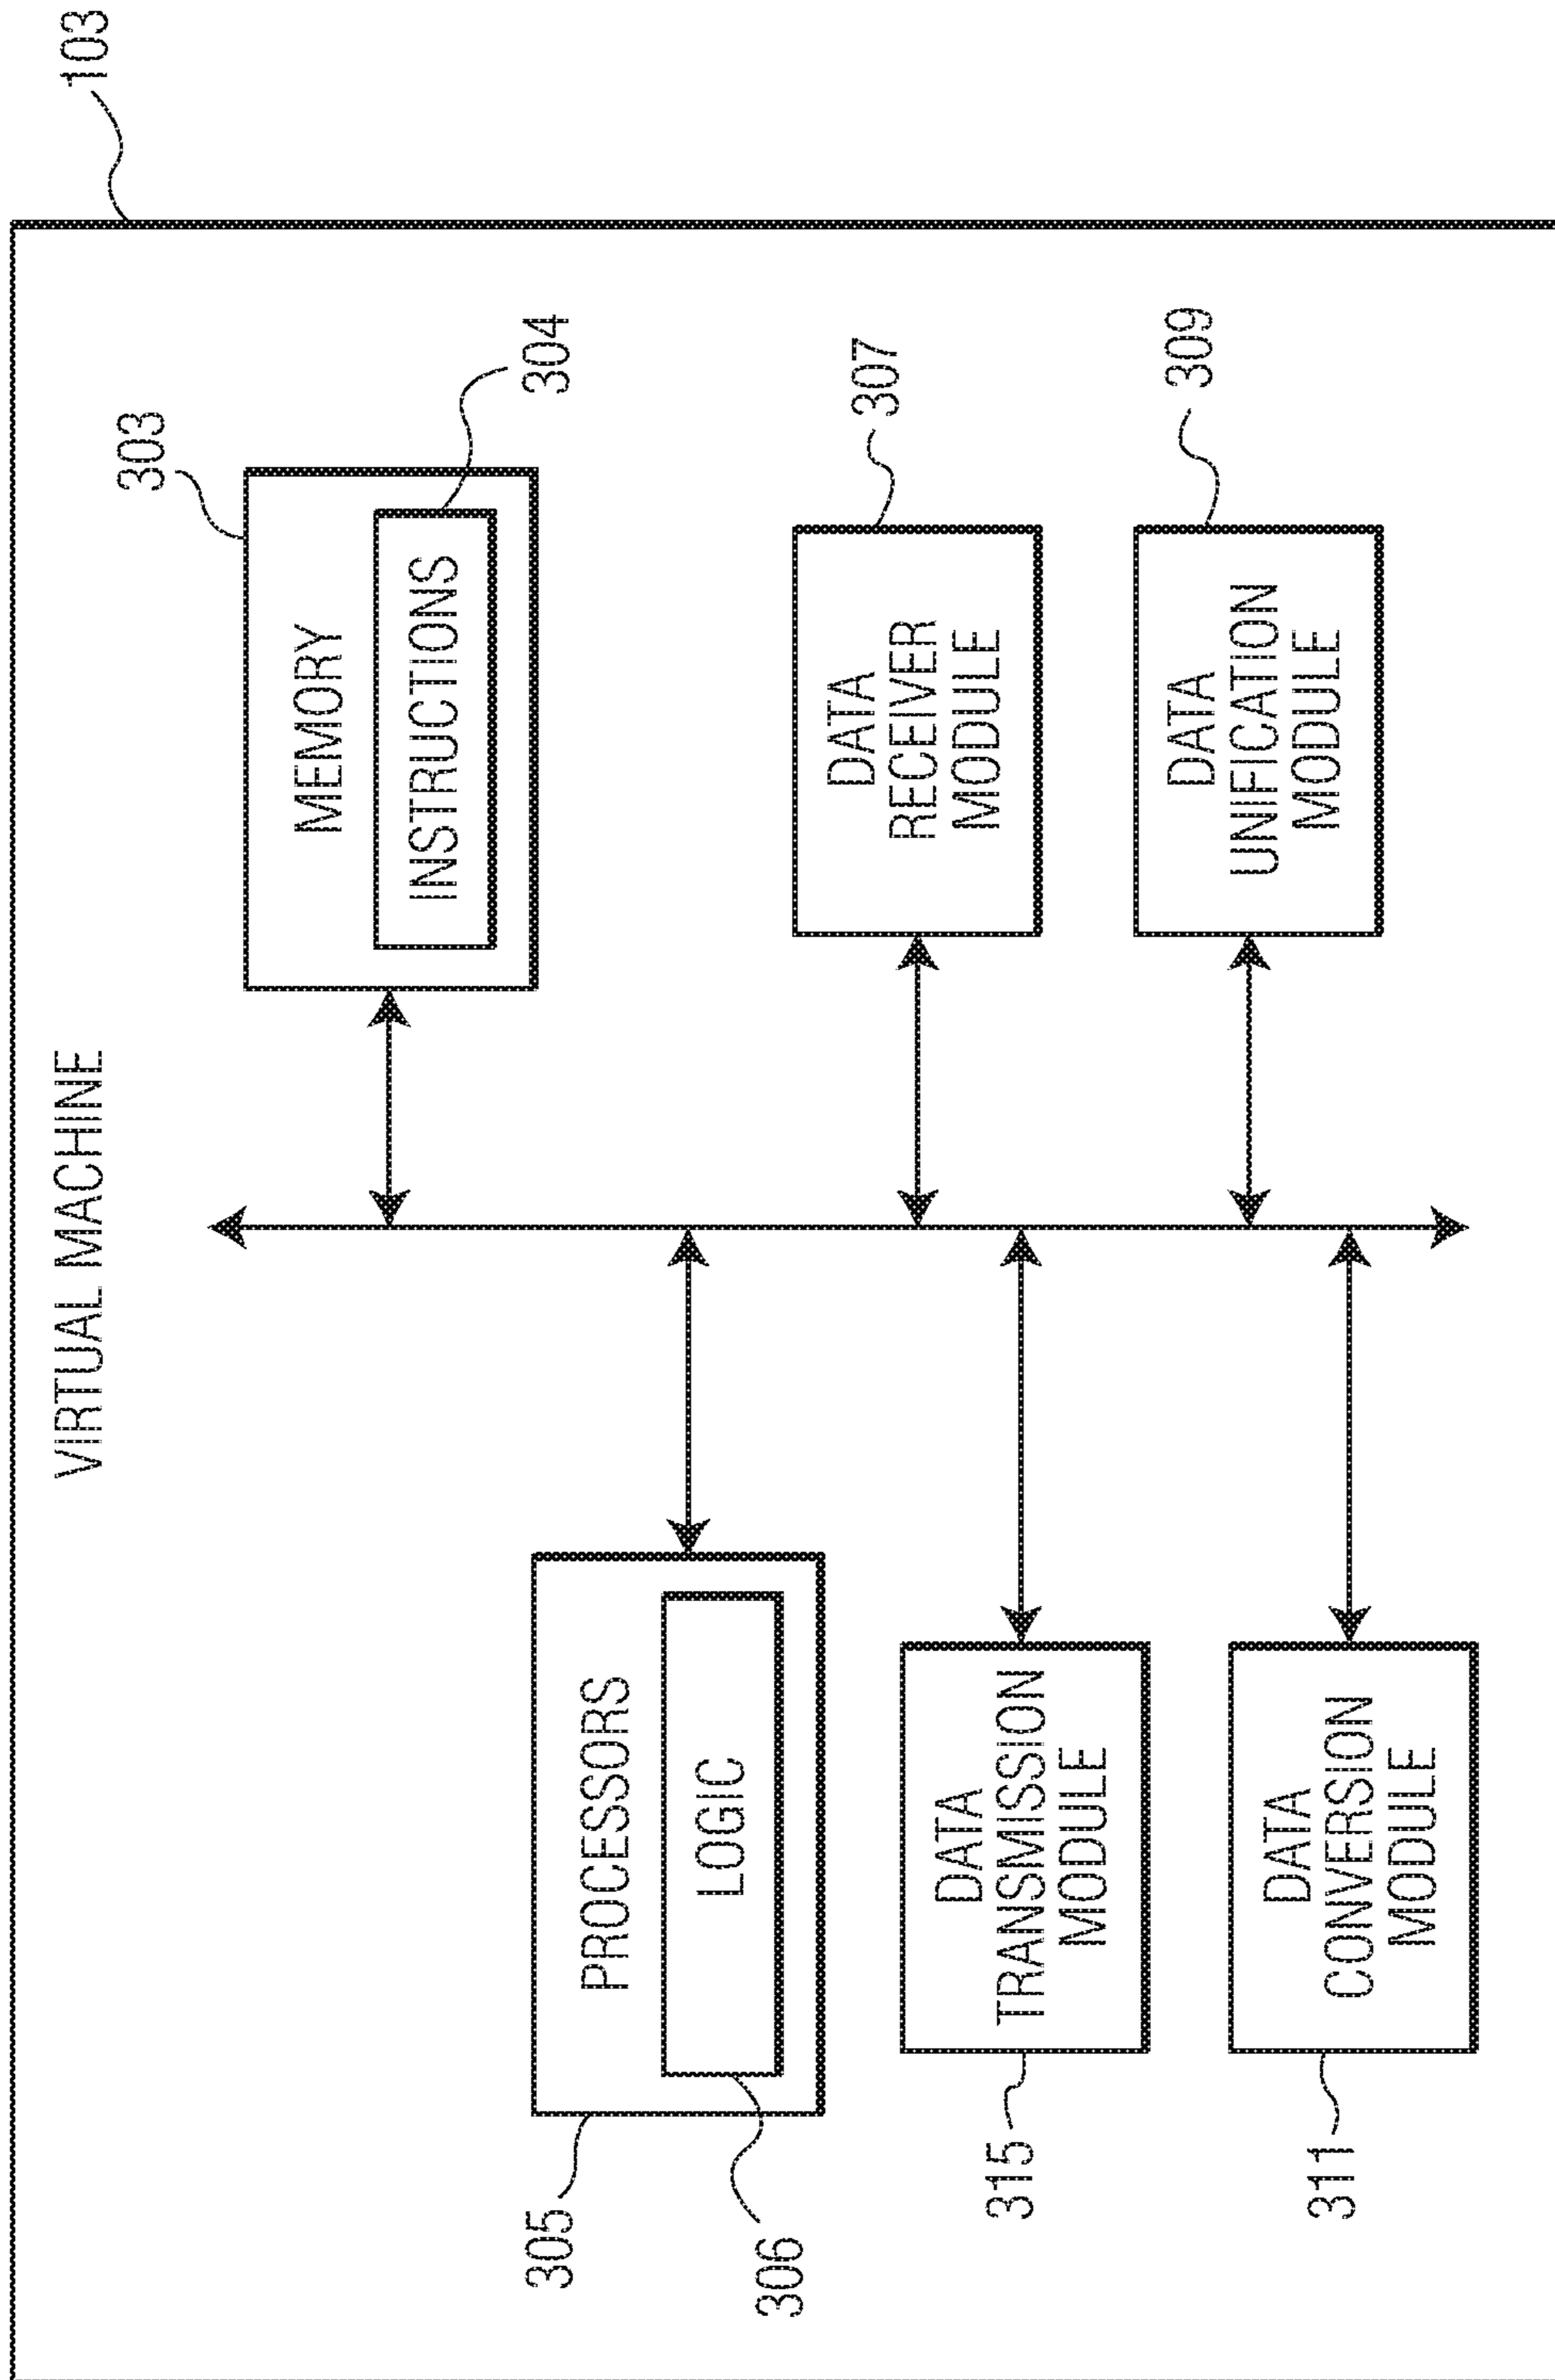 103
VIRTUAL MACHINE
303
MEMORY
304
INSTRUCTIONS
305
PROCESSORS
306
LOGIC
307
DATA
RECEIVER
MODULE
315
DATA
TRANSMISSION
MODULE
309
DATA
UNIFICATION
MODULE
311
DATA
CONVERSION
MODULE